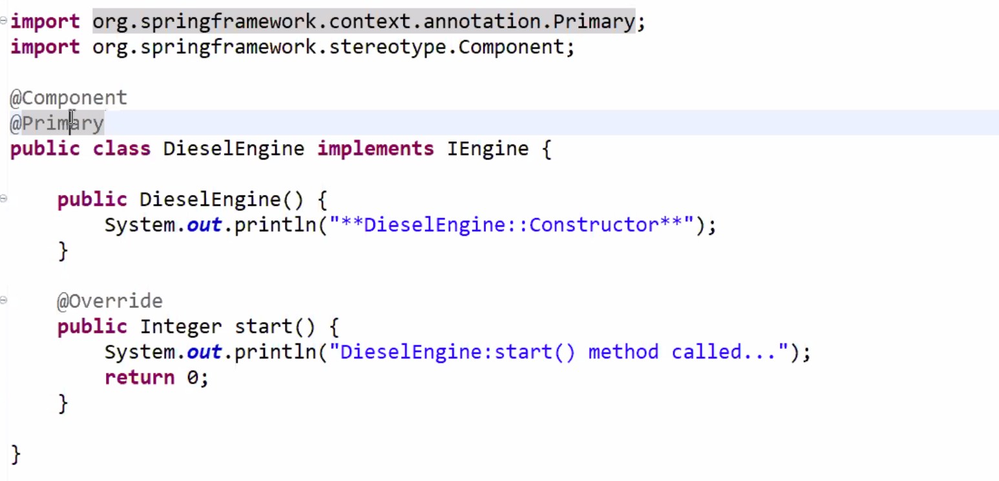 import org.springframework.context.annotation.Primary;
import org.springframework.stereotype.Component;
@Component
@Primary
public class DieselEngine implements IEngine {
public DieselEngine() {
System.out.println("**DieselEngine::Constructor**");
}
@Override
public Integer start() {
System.out.println("DieselEngine:start() method called...");
return 0;
}
}